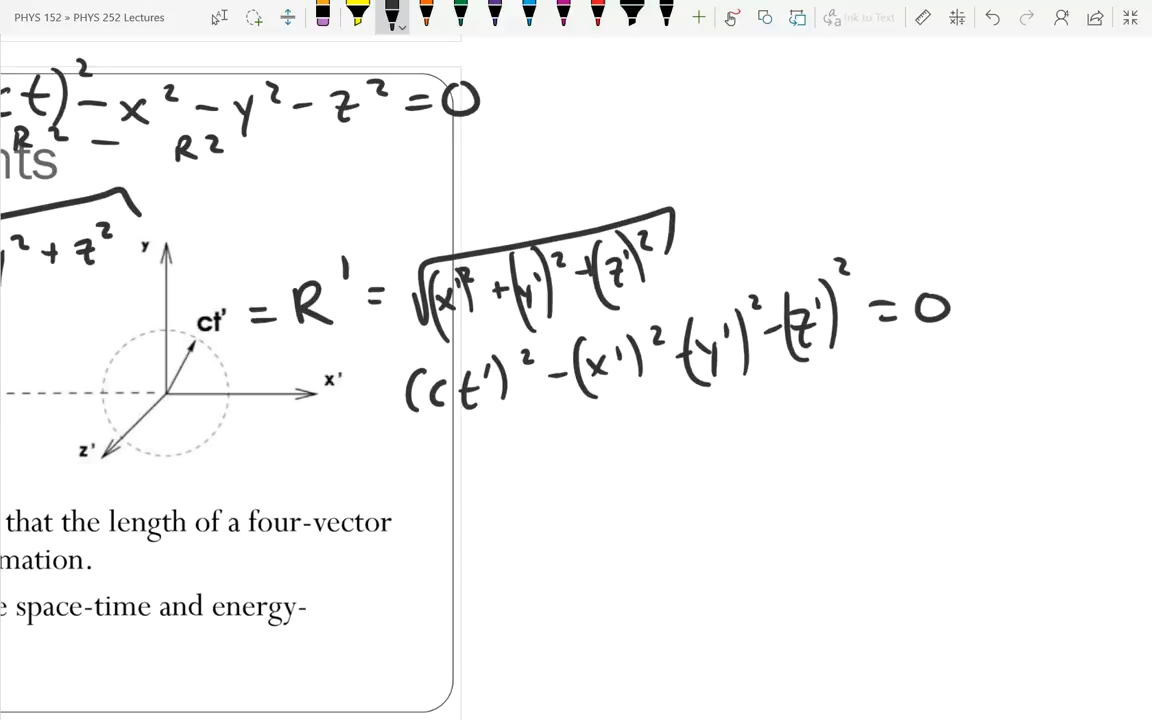 PHYS 152 » PHYS 252 Lectures
Ink to Text
ct)² - x² - y² - z² = 0
R² - R2
nts
² + z²
y
ct' = R' = √(x')² + (y')² + (z')²
(ct')² - (x')² - (y')² - (z')² = 0
x'
z'
that the length of a four-vector
mation.
e space-time and energy-